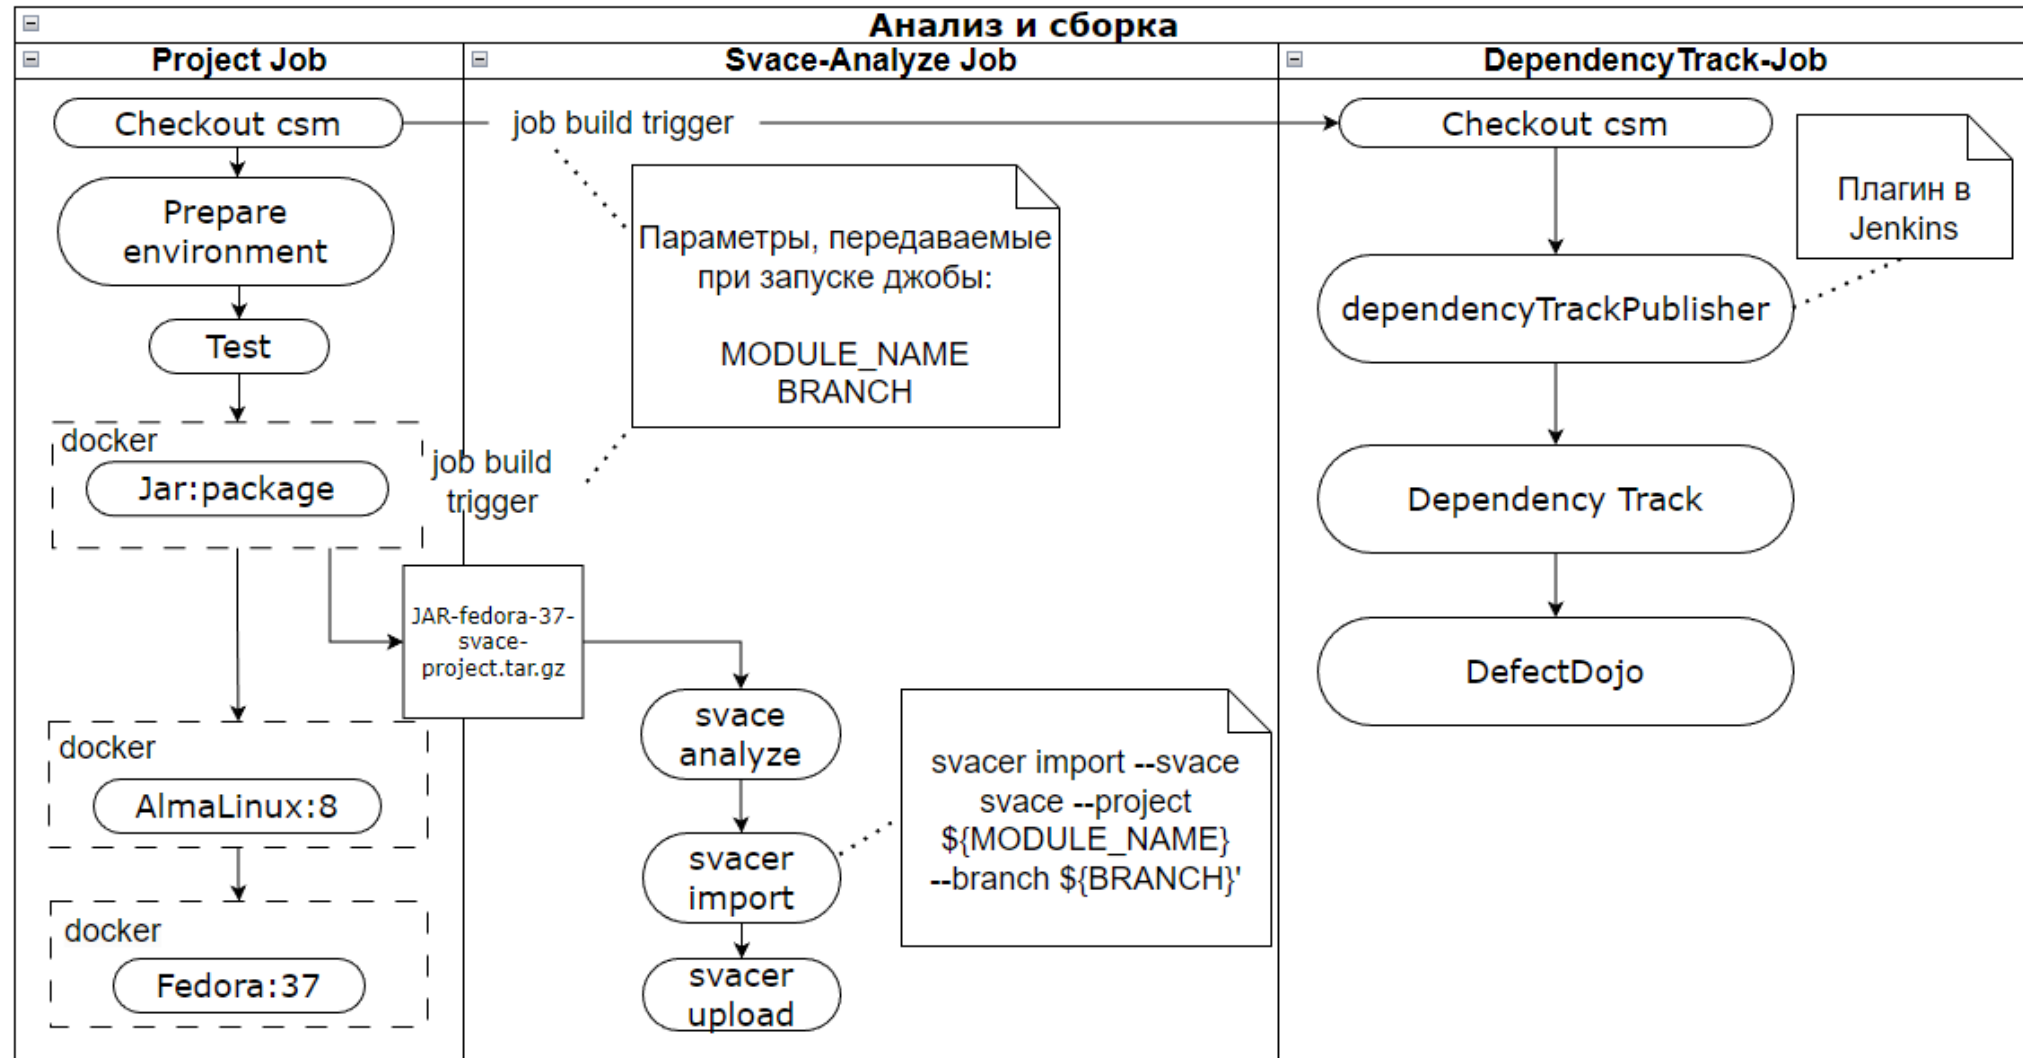 Анализ и сборка
Project Job
Svace-Analyze Job
DependencyTrack-Job
Checkout csm
Prepare
environment
Test
docker
Jar:package
docker
AlmaLinux:8
docker
Fedora:37
job build trigger
Параметры, передаваемые
при запуске джобы:
MODULE_NAME
BRANCH
job build
trigger
JAR-fedora-37-
svace-
project.tar.gz
svace
analyze
svacer
import
svacer
upload
svacer import --svace
svace --project
${MODULE_NAME}
--branch ${BRANCH}'
Checkout csm
Плагин в
Jenkins
dependencyTrackPublisher
Dependency Track
DefectDojo